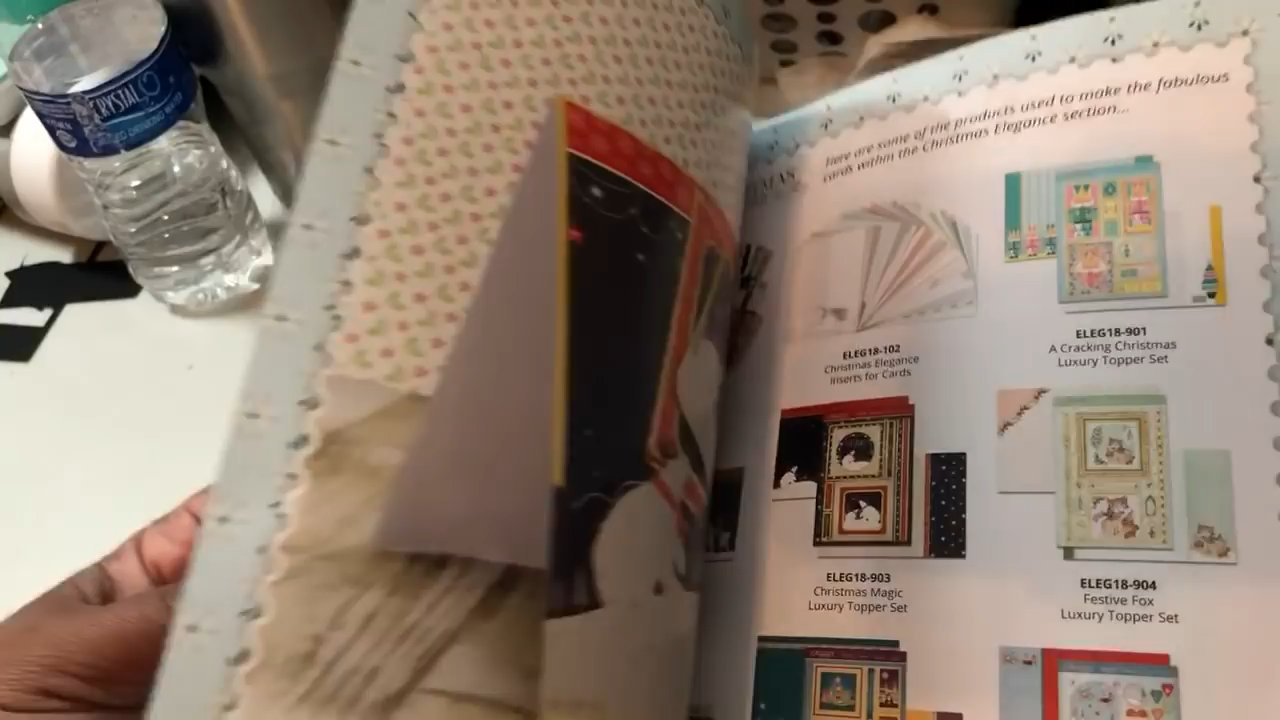 CRYSTAL
DRINKING WATER
Here are some of the products used to make the fabulous
cards within the Christmas Elegance section...
ELEG18-102
Christmas Elegance
Inserts for Cards
ELEG18-901
A Cracking Christmas
Luxury Topper Set
ELEG18-903
Christmas Magic
Luxury Topper Set
ELEG18-904
Festive Fox
Luxury Topper Set